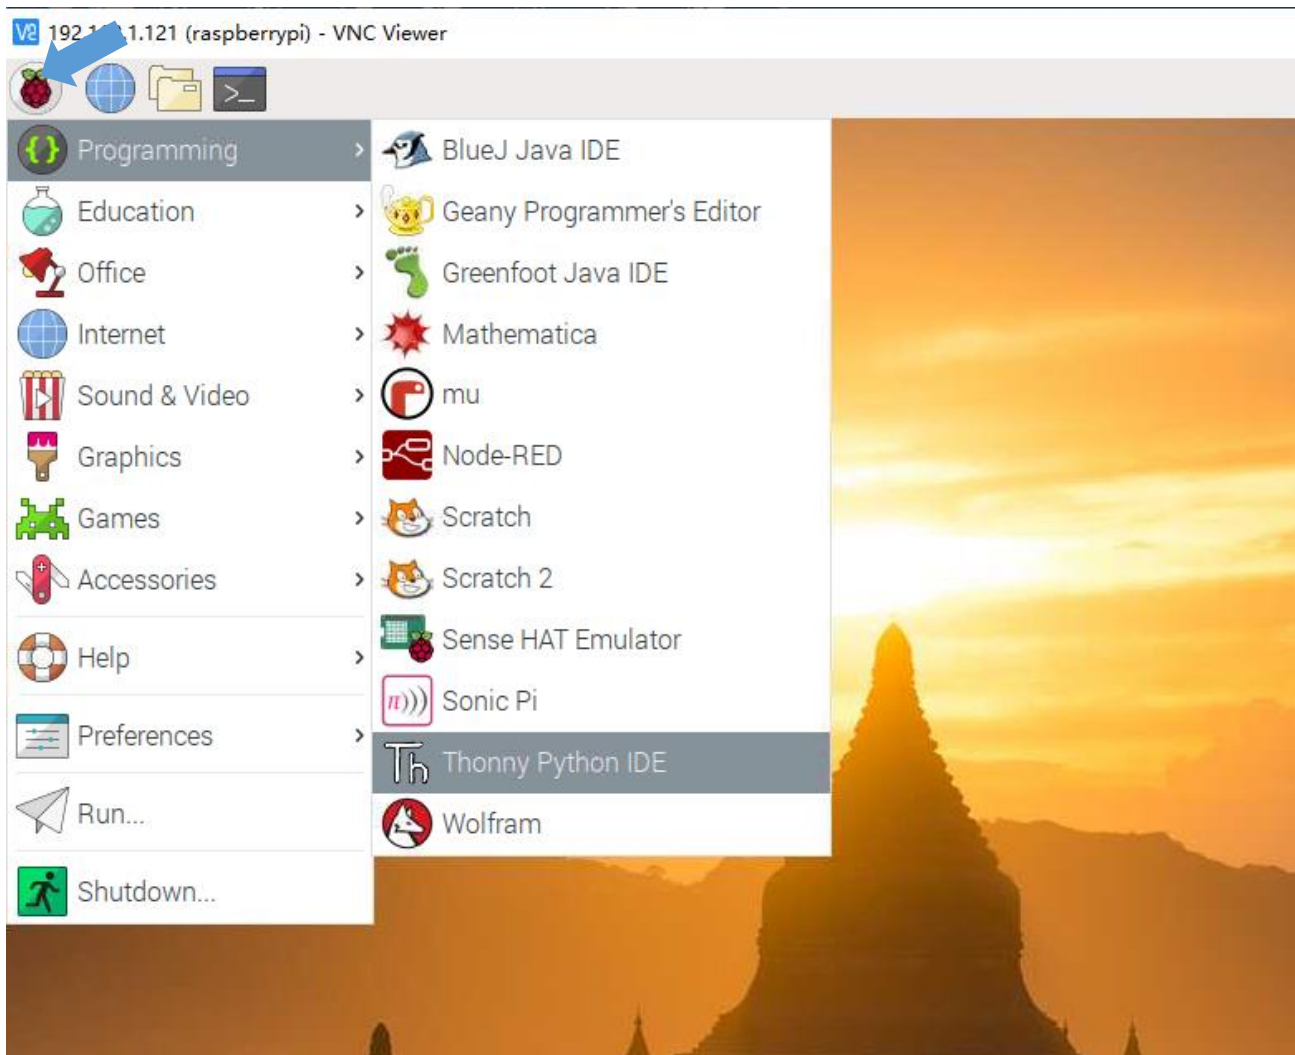 192.1 .1.121 (raspberrypi) - VNC Viewer
>_
Programming
Education
Office
Internet
Sound & Video
Graphics
Games
Accessories
Help
Preferences
Run...
Shutdown...
BlueJ Java IDE
Geany Programmer's Editor
Greenfoot Java IDE
Mathematica
mu
Node-RED
Scratch
Scratch 2
Sense HAT Emulator
π))) Sonic Pi
Th Thonny Python IDE
Wolfram